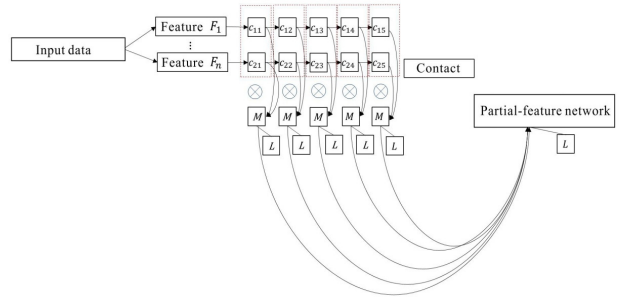 Input data
Feature F₁
⋮
Feature Fₙ
c₁₁ c₁₂ c₁₃ c₁₄ c₁₅
c₂₁ c₂₂ c₂₃ c₂₄ c₂₅
Contact
⊗ ⊗ ⊗ ⊗ ⊗
M M M M M
L L L L L
Partial-feature network
L